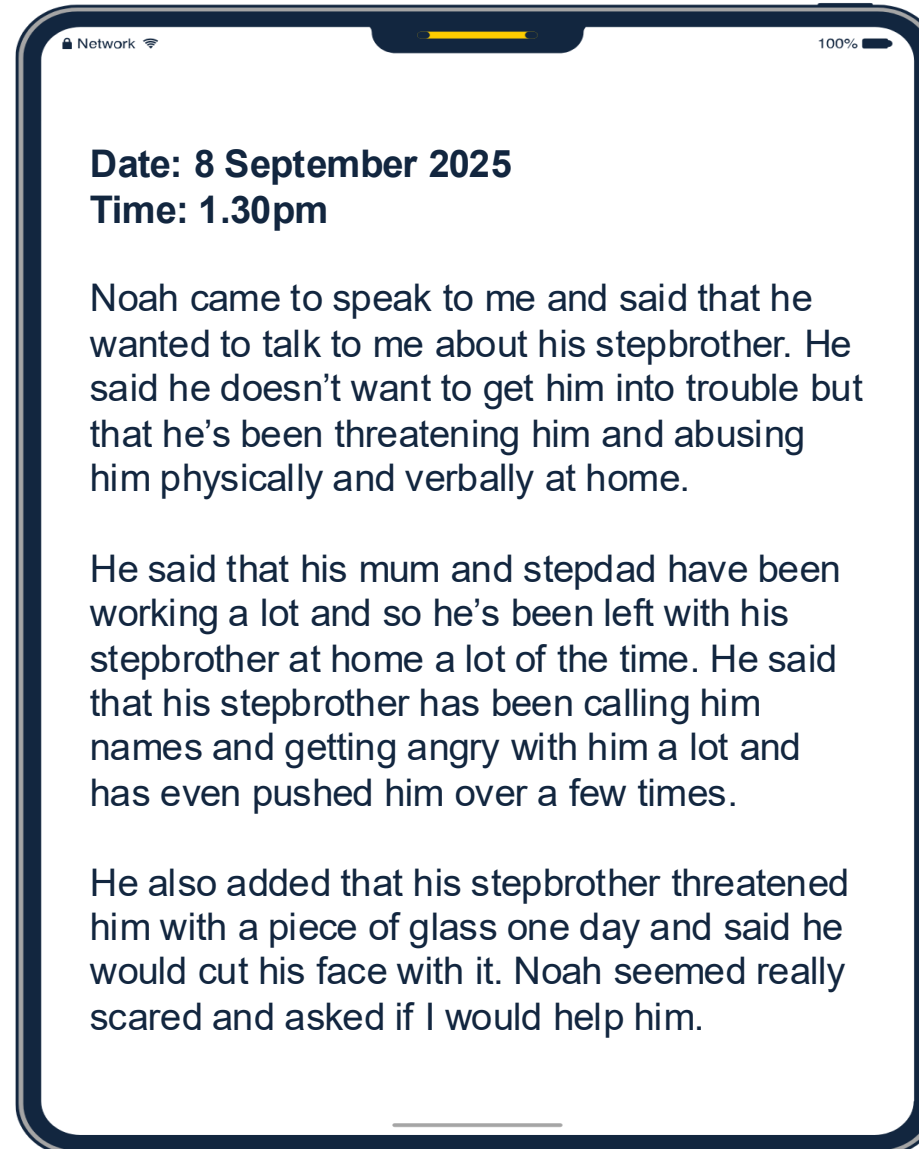 Network
100%
Date: 8 September 2025
Time: 1.30pm
Noah came to speak to me and said that he
wanted to talk to me about his stepbrother. He
said he doesn’t want to get him into trouble but
that he’s been threatening him and abusing
him physically and verbally at home.
He said that his mum and stepdad have been
working a lot and so he’s been left with his
stepbrother at home a lot of the time. He said
that his stepbrother has been calling him
names and getting angry with him a lot and
has even pushed him over a few times.
He also added that his stepbrother threatened
him with a piece of glass one day and said he
would cut his face with it. Noah seemed really
scared and asked if I would help him.